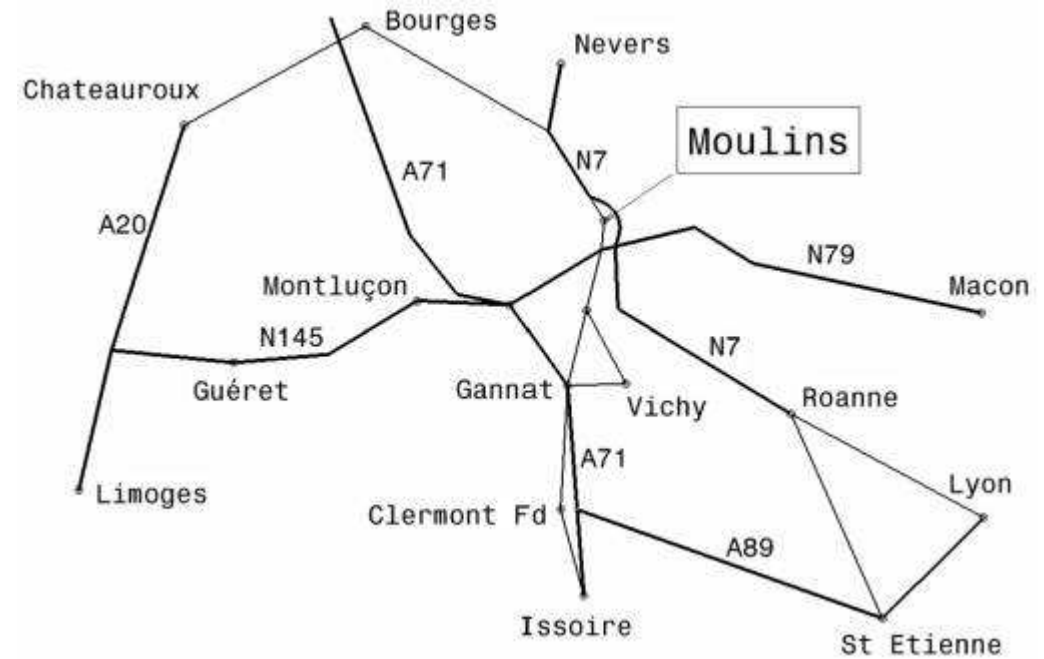 Bourges
Nevers
Chateauroux
Moulins
N7
A71
A20
N79
Montluçon
Macon
N145
N7
Guéret
Gannat
Vichy
Roanne
A71
Limoges
Lyon
Clermont Fd
A89
Issoire
St Etienne